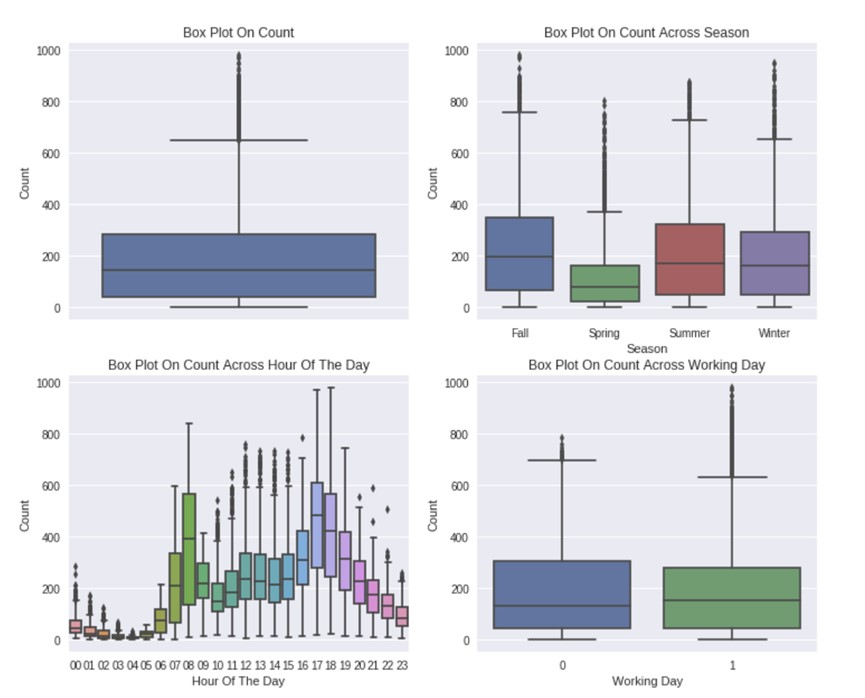 Box Plot On Count
1000
800
600
400
200
0
Count
Box Plot On Count Across Season
1000
800
600
400
200
0
Count
Fall Spring Summer Winter
Season
Box Plot On Count Across Hour Of The Day
1000
800
600
400
200
0
Count
00 01 02 03 04 05 06 07 08 09 10 11 12 13 14 15 16 17 18 19 20 21 22 23
Hour Of The Day
Box Plot On Count Across Working Day
1000
800
600
400
200
0
Count
0 1
Working Day